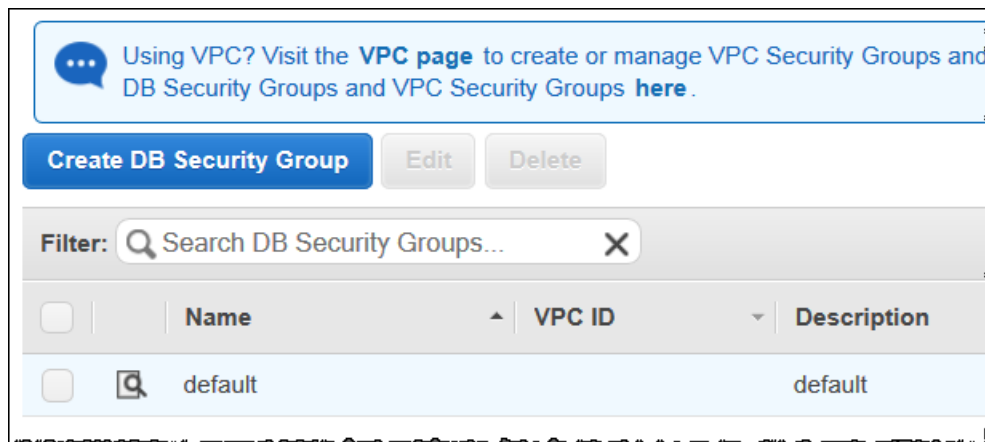 Using VPC? Visit the VPC page to create or manage VPC Security Groups and
DB Security Groups and VPC Security Groups here.
Create DB Security Group Edit Delete
Filter: Search DB Security Groups...
Name VPC ID Description
default default